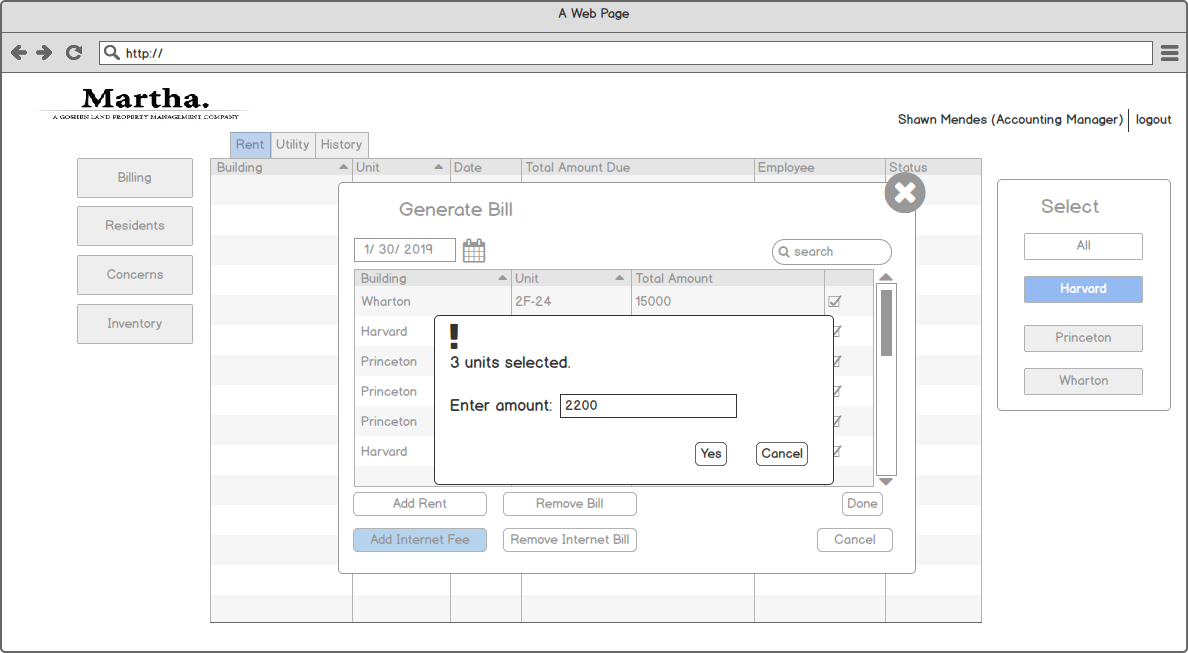 A Web Page
http://
Martha.
A GOSHEN LAND PROPERTY MANAGEMENT COMPANY
Shawn Mendes (Accounting Manager) logout
Rent Utility History
Building Unit Date Total Amount Due Employee Status
Billing
Residents
Concerns
Inventory
Generate Bill
1/ 30/ 2019
search
Building Unit Total Amount
Wharton 2F-24 15000
Harvard
Princeton
Princeton
Princeton
Harvard
!
3 units selected.
Enter amount: 2200
Yes Cancel
Add Rent Remove Bill Done
Add Internet Fee Remove Internet Bill Cancel
Select
All
Harvard
Princeton
Wharton